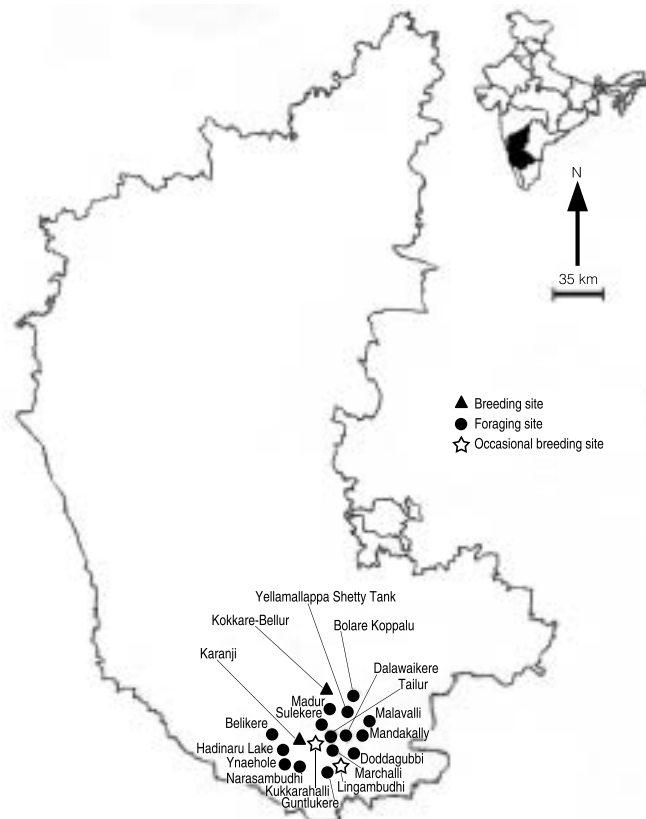 N
35 km
Breeding site
Foraging site
Occasional breeding site
Yellamallappa Shetty Tank
Kokkare-Bellur
Bolare Koppalu
Karanji
Dalawaikere
Tailur
Madur
Malavalli
Sulekere
Belikere
Mandakally
Hadinaru Lake
Doddagubbi
Ynaehole
Marchalli
Narasambudhi
Lingambudhi
Kukkarahalli
Guntlukere